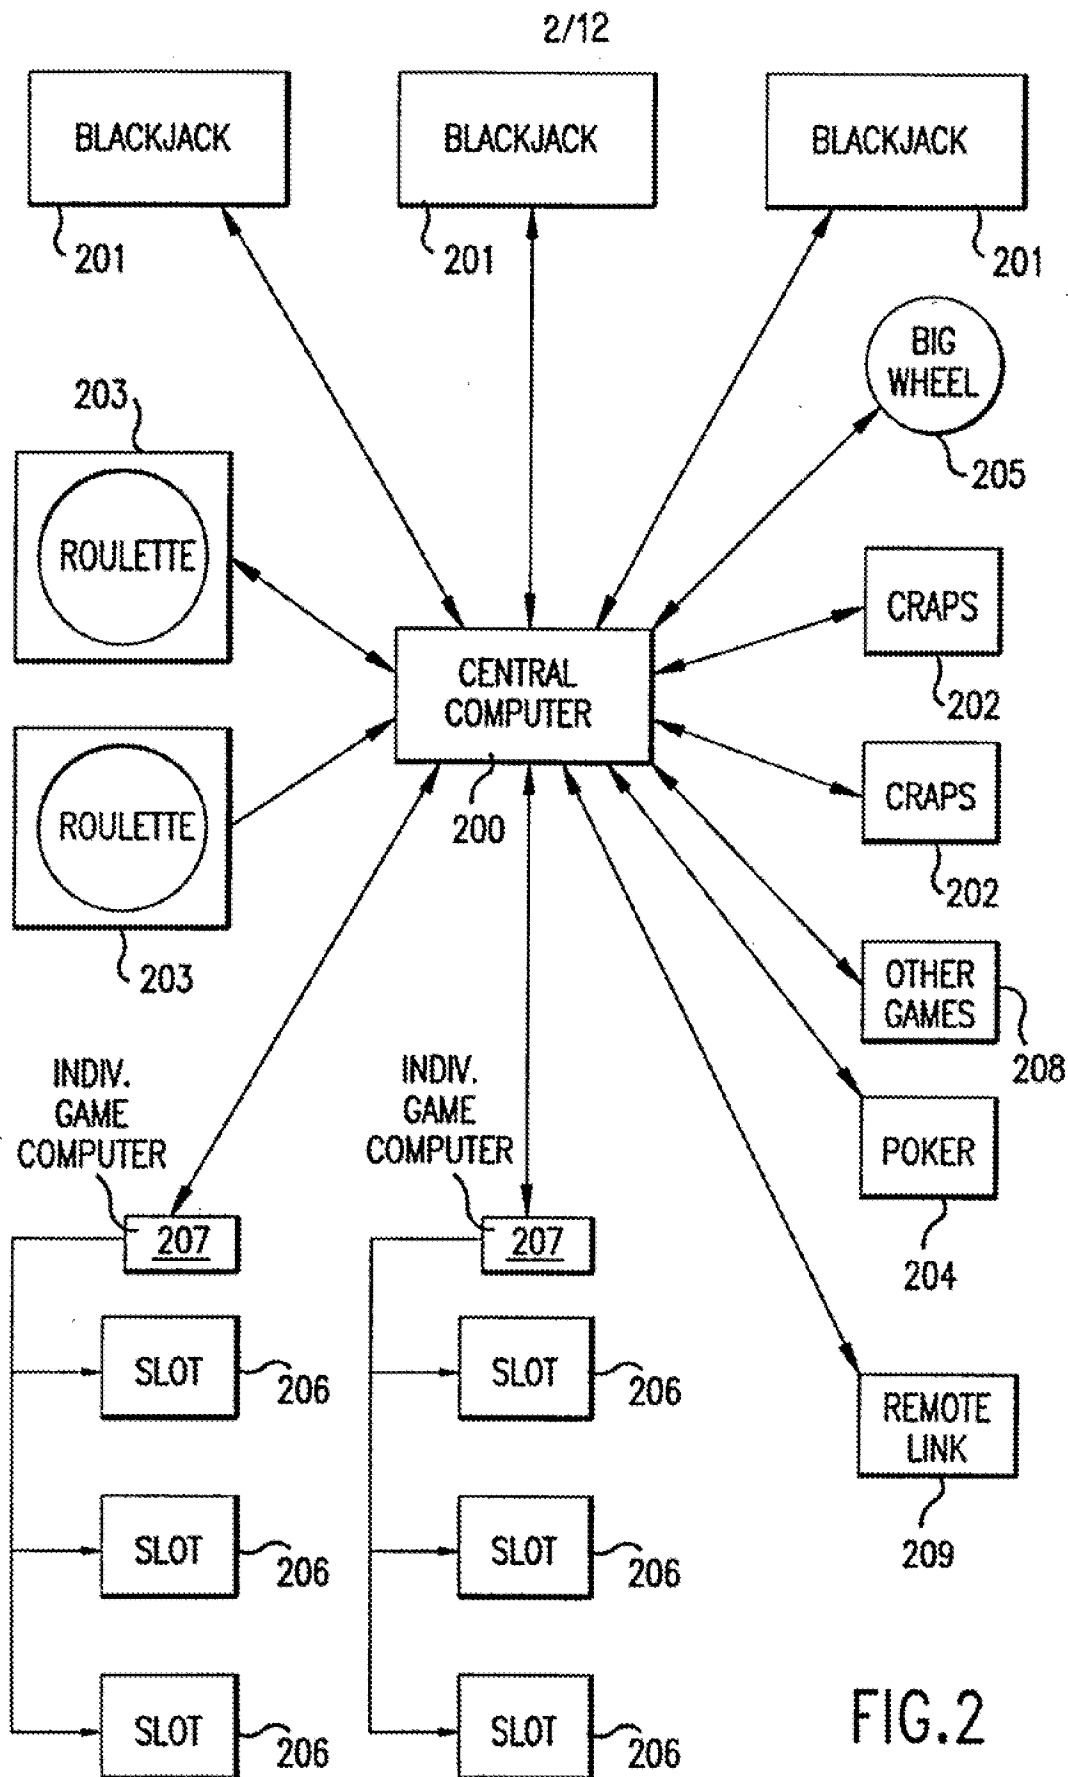 2/12
BLACKJACK
BLACKJACK
BLACKJACK
201
201
201
BIG
WHEEL
205
203
ROULETTE
CRAPS
202
CENTRAL
COMPUTER
200
ROULETTE
203
CRAPS
202
OTHER
GAMES
208
INDIV.
GAME
COMPUTER
207
INDIV.
GAME
COMPUTER
207
POKER
204
SLOT
206
SLOT
206
SLOT
206
SLOT
206
SLOT
206
SLOT
206
REMOTE
LINK
209
FIG.2